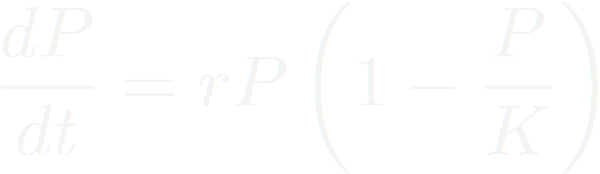 dP/dt = rP(1 − P/K)